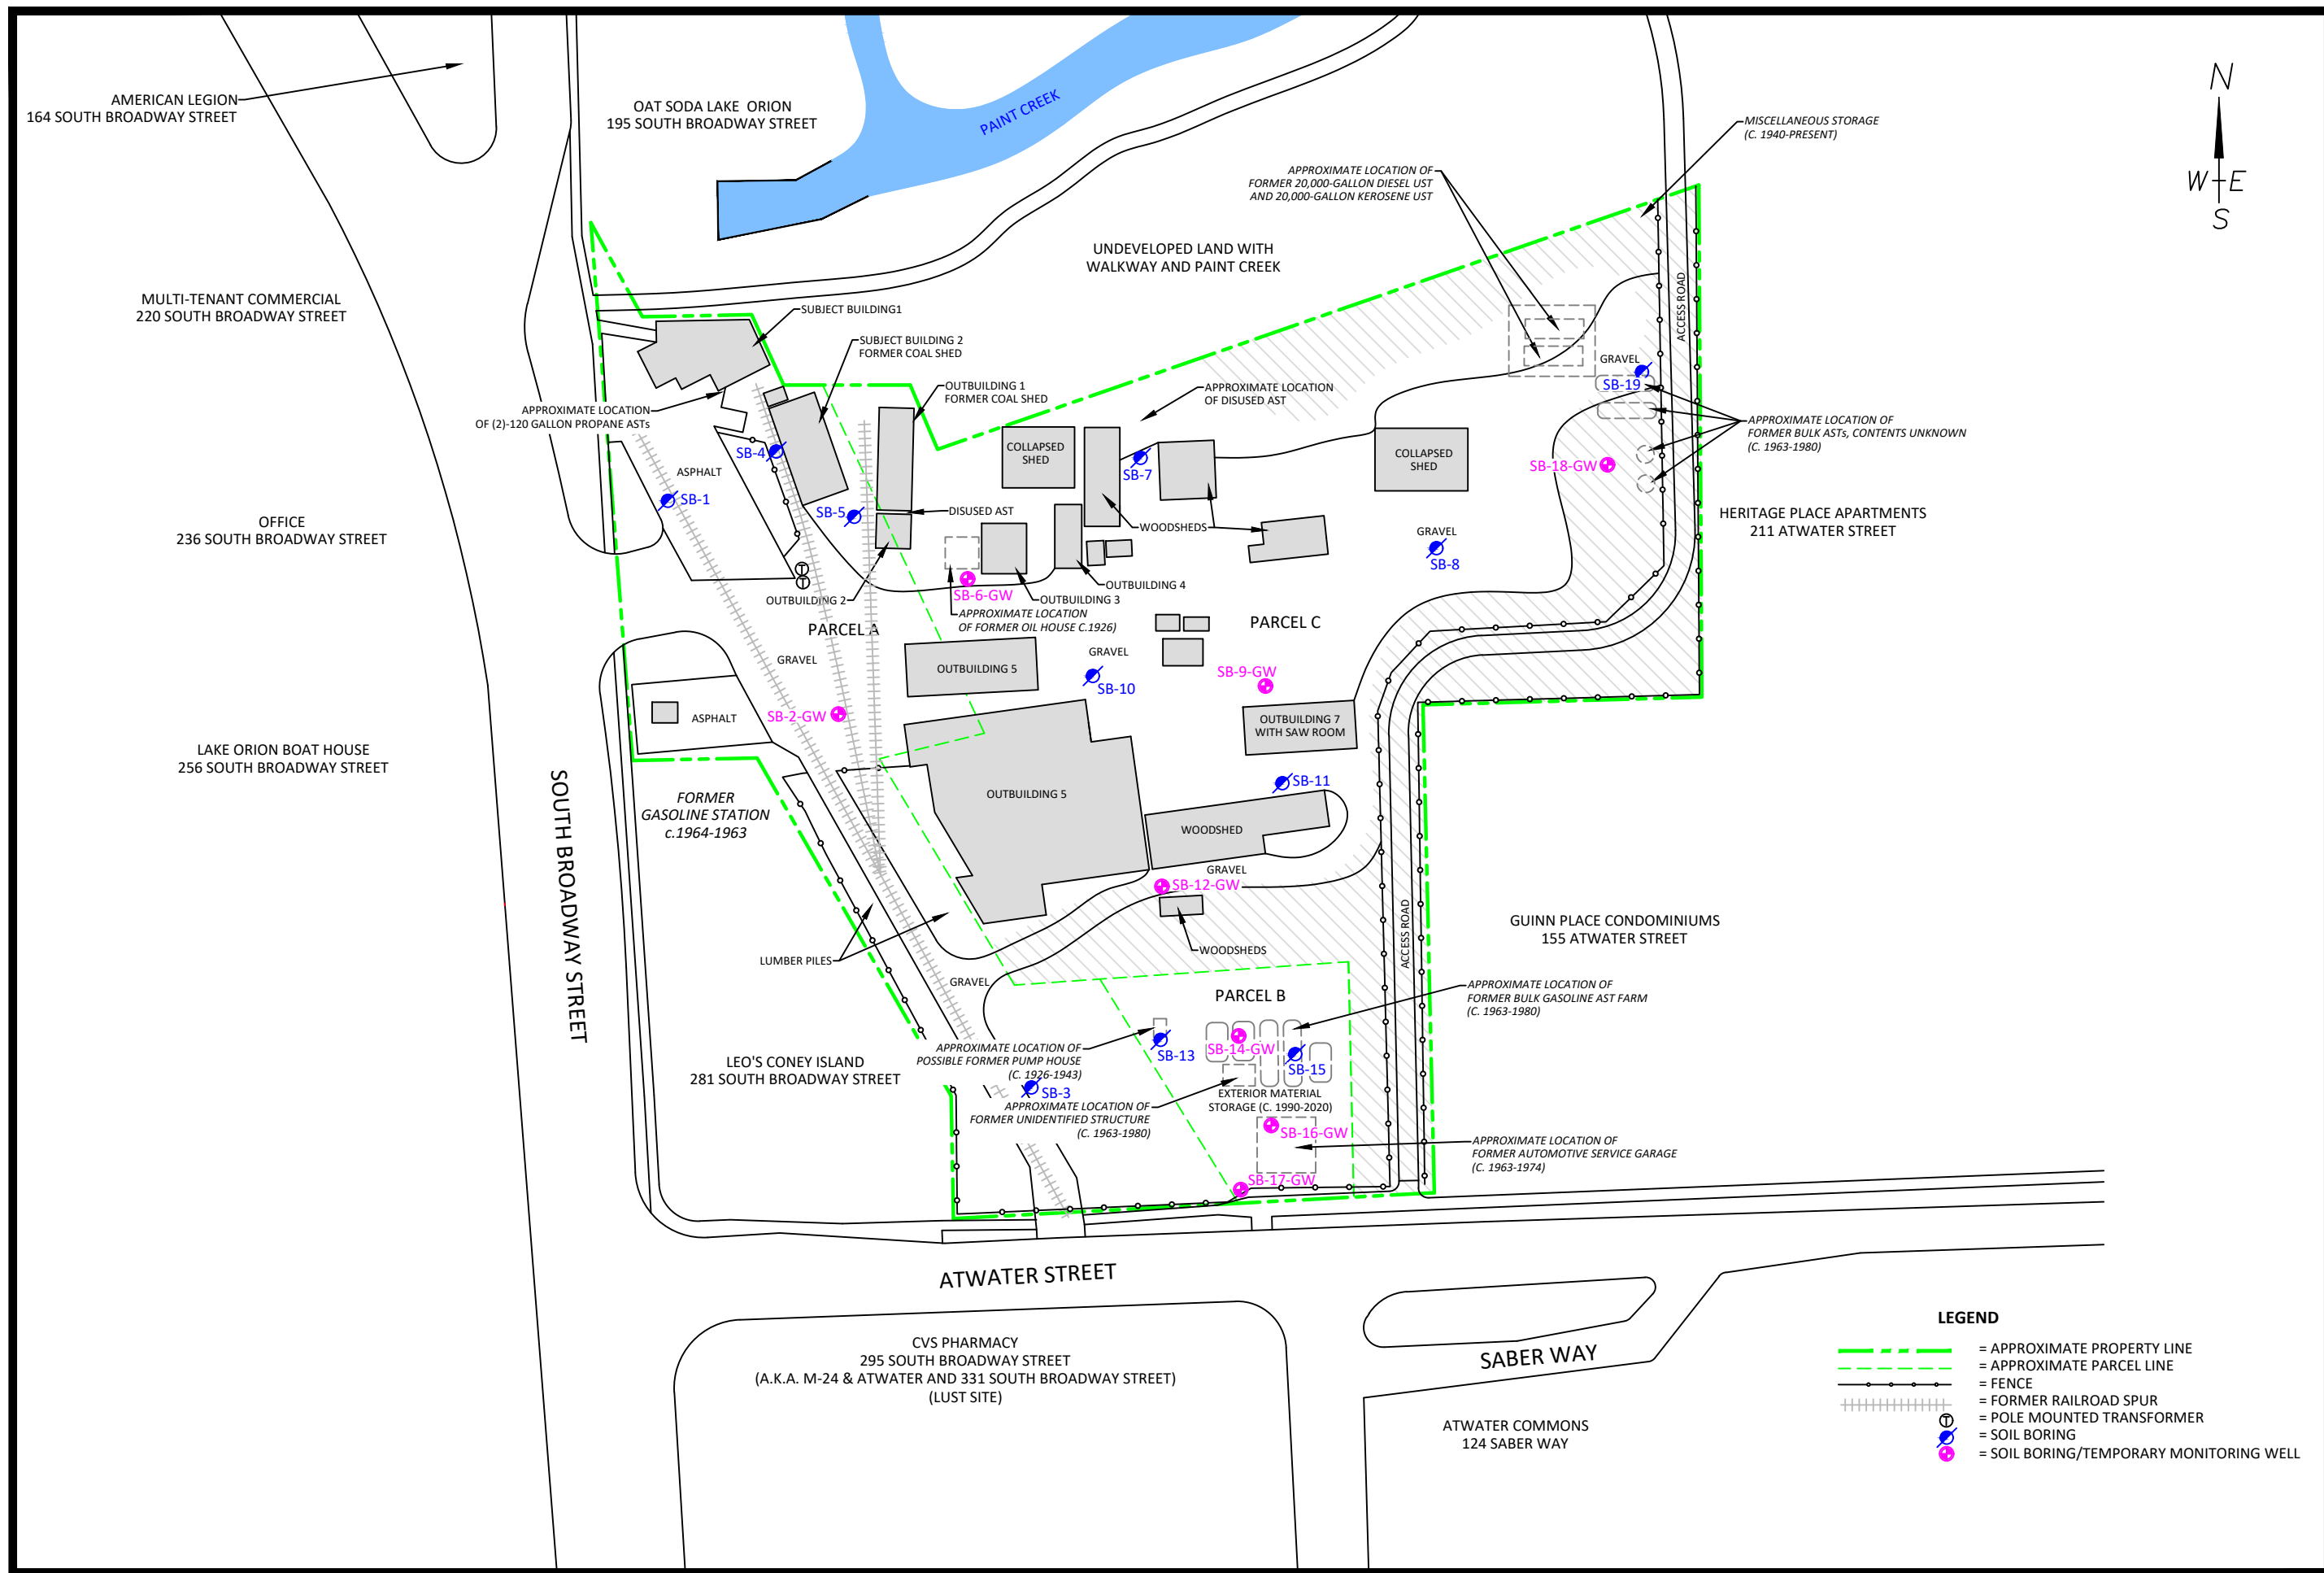 AMERICAN LEGION
164 SOUTH BROADWAY STREET
OAT SODA LAKE ORION
195 SOUTH BROADWAY STREET
PAINT CREEK
N
W E
S
MISCELLANEOUS STORAGE
(C. 1940-PRESENT)
APPROXIMATE LOCATION OF
FORMER 20,000-GALLON DIESEL UST
AND 20,000-GALLON KEROSENE UST
UNDEVELOPED LAND WITH
WALKWAY AND PAINT CREEK
MULTI-TENANT COMMERCIAL
220 SOUTH BROADWAY STREET
SUBJECT BUILDING1
SUBJECT BUILDING 2
FORMER COAL SHED
OUTBUILDING 1
FORMER COAL SHED
APPROXIMATE LOCATION
OF DISUSED AST
ACCESS ROAD
GRAVEL
SB-19
APPROXIMATE LOCATION
OF (2)-120 GALLON PROPANE ASTs
APPROXIMATE LOCATION OF
FORMER BULK ASTs, CONTENTS UNKNOWN
(C. 1963-1980)
COLLAPSED
SHED
COLLAPSED
SHED
SB-4
SB-7
SB-18-GW
ASPHALT
SB-1
SB-5
DISUSED AST
WOODSHEDS
OFFICE
236 SOUTH BROADWAY STREET
HERITAGE PLACE APARTMENTS
211 ATWATER STREET
GRAVEL
SB-8
T
T
OUTBUILDING 4
SB-6-GW
OUTBUILDING 2
OUTBUILDING 3
APPROXIMATE LOCATION
OF FORMER OIL HOUSE C.1926)
PARCEL A
PARCEL C
GRAVEL
OUTBUILDING 5
GRAVEL
SB-10
SB-9-GW
ASPHALT
SB-2-GW
OUTBUILDING 7
WITH SAW ROOM
LAKE ORION BOAT HOUSE
256 SOUTH BROADWAY STREET
SOUTH BROADWAY STREET
FORMER
GASOLINE STATION
c.1964-1963
OUTBUILDING 5
SB-11
WOODSHED
GRAVEL
SB-12-GW
WOODSHEDS
LUMBER PILES
ACCESS ROAD
GUINN PLACE CONDOMINIUMS
155 ATWATER STREET
GRAVEL
PARCEL B
APPROXIMATE LOCATION OF
FORMER BULK GASOLINE AST FARM
(C. 1963-1980)
APPROXIMATE LOCATION OF
POSSIBLE FORMER PUMP HOUSE
(C. 1926-1943)
SB-13
SB-14-GW
SB-15
LEO'S CONEY ISLAND
281 SOUTH BROADWAY STREET
SB-3
APPROXIMATE LOCATION OF
FORMER UNIDENTIFIED STRUCTURE
(C. 1963-1980)
EXTERIOR MATERIAL
STORAGE (C. 1990-2020)
SB-16-GW
APPROXIMATE LOCATION OF
FORMER AUTOMOTIVE SERVICE GARAGE
(C. 1963-1974)
SB-17-GW
ATWATER STREET
CVS PHARMACY
295 SOUTH BROADWAY STREET
(A.K.A. M-24 & ATWATER AND 331 SOUTH BROADWAY STREET)
(LUST SITE)
SABER WAY
ATWATER COMMONS
124 SABER WAY
LEGEND
= APPROXIMATE PROPERTY LINE
= APPROXIMATE PARCEL LINE
= FENCE
= FORMER RAILROAD SPUR
T = POLE MOUNTED TRANSFORMER
= SOIL BORING
= SOIL BORING/TEMPORARY MONITORING WELL